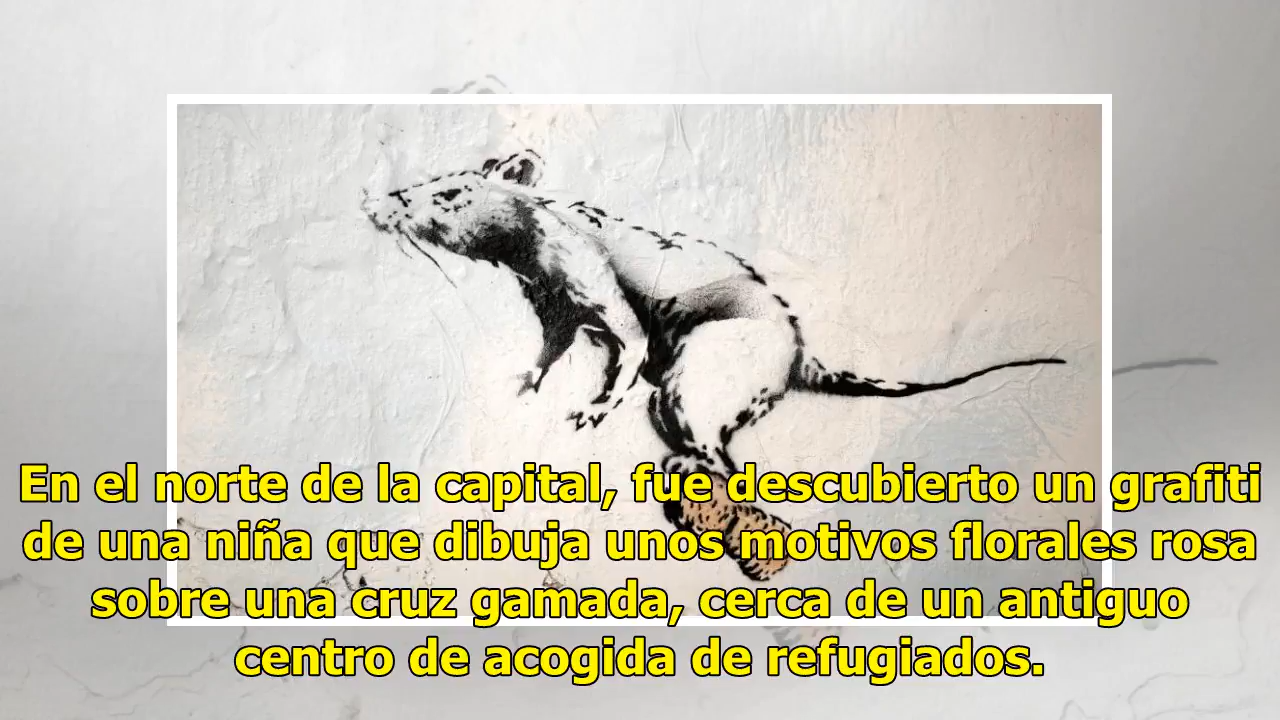 En el norte de la capital, fue descubierto un grafiti
de una niña que dibuja unos motivos florales rosa
sobre una cruz gamada, cerca de un antiguo
centro de acogida de refugiados.